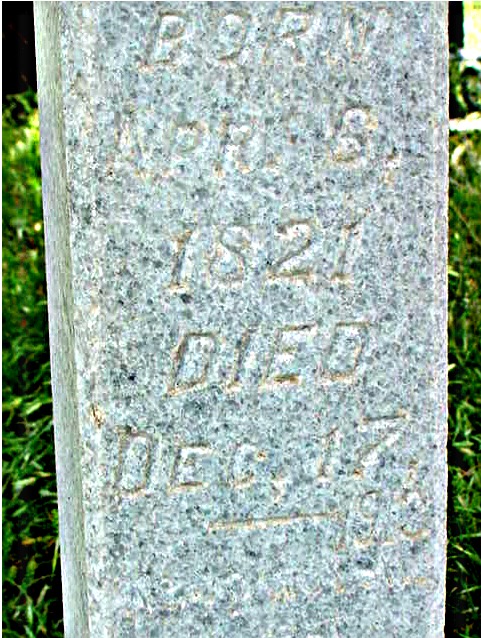 BORN
APR. 8,
1821
DIED
DEC, 17,